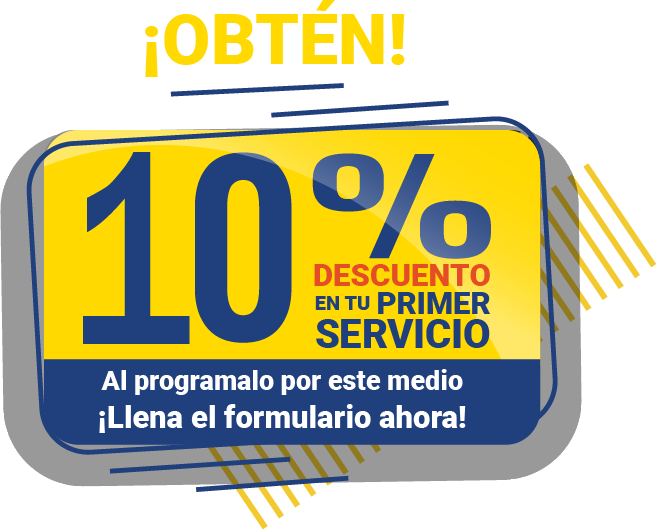 ¡OBTÉN!
10%
DESCUENTO
EN TU PRIMER
SERVICIO
Al programalo por este medio
¡Llena el formulario ahora!